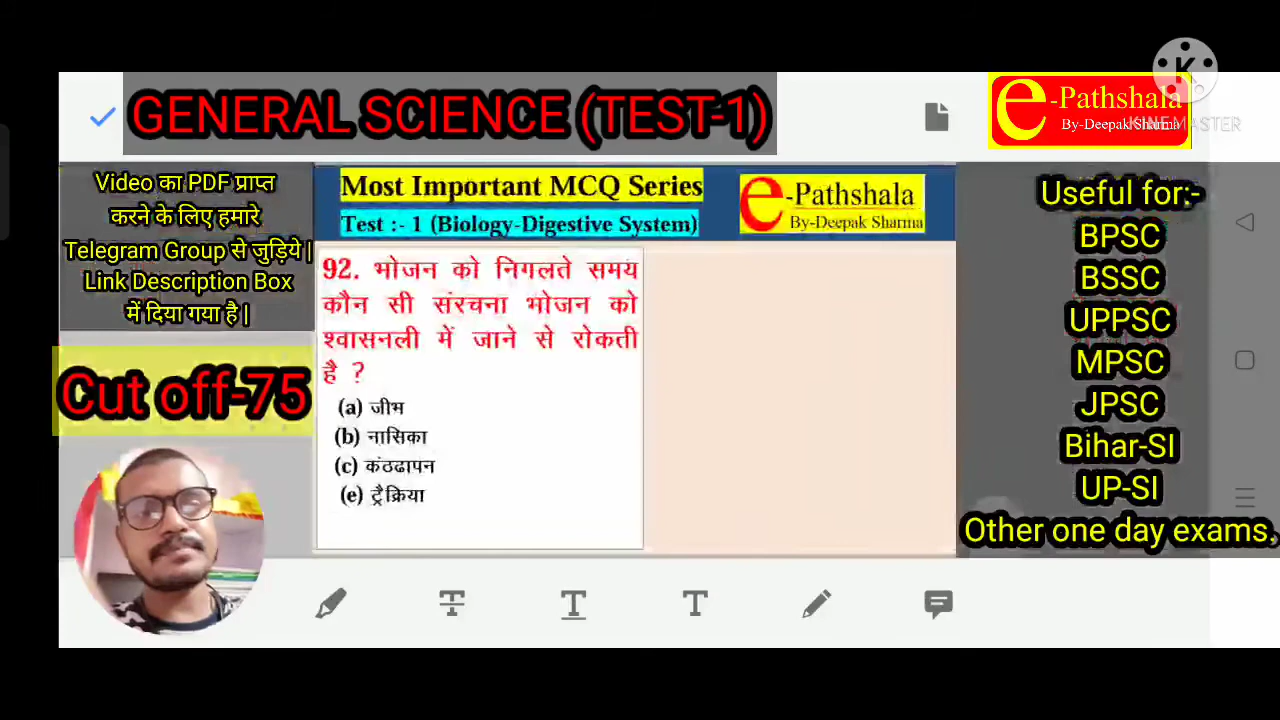 GENERAL SCIENCE (TEST-1)
e-Pathshala
By-Deepak Sharma
KINEMASTER
Video का PDF प्राप्त
करने के लिए हमारे
Telegram Group से जुड़िये |
Link Description Box
में दिया गया है |
Cut off-75
Most Important MCQ Series
Test :- 1 (Biology-Digestive System)
e-Pathshala
By-Deepak Sharma
92. भोजन को निगलते समय
कौन सी संरचना भोजन को
श्वासनली में जाने से रोकती
है ?
(a) जीभ
(b) नासिका
(c) कंठढापन
(e) ट्रैक्रिया
Useful for:-
BPSC
BSSC
UPPSC
MPSC
JPSC
Bihar-SI
UP-SI
Other one day exams.